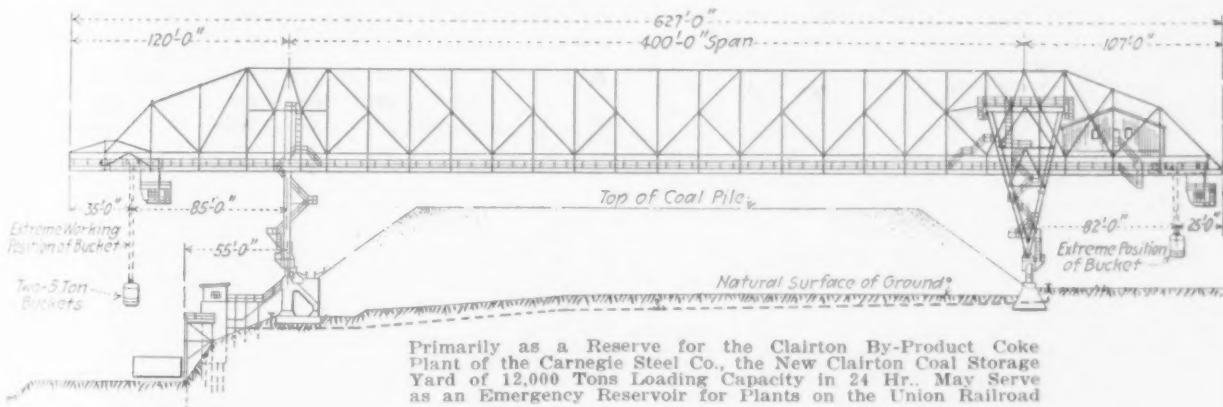 627'-0"
120'-0"
400'-0" Span
107'-0"
Top of Coal Pile
35'-0"
85'-0"
82'-0"
25'-0"
Extreme Working
Position of Bucket
55'-0"
Extreme Position
of Bucket
Two-5 Ton
Buckets
Natural Surface of Ground
Primarily as a Reserve for the Clairton By-Product Coke
Plant of the Carnegie Steel Co., the New Clairton Coal Storage
Yard of 12,000 Tons Loading Capacity in 24 Hr.. May Serve
as an Emergency Reservoir for Plants on the Union Railroad